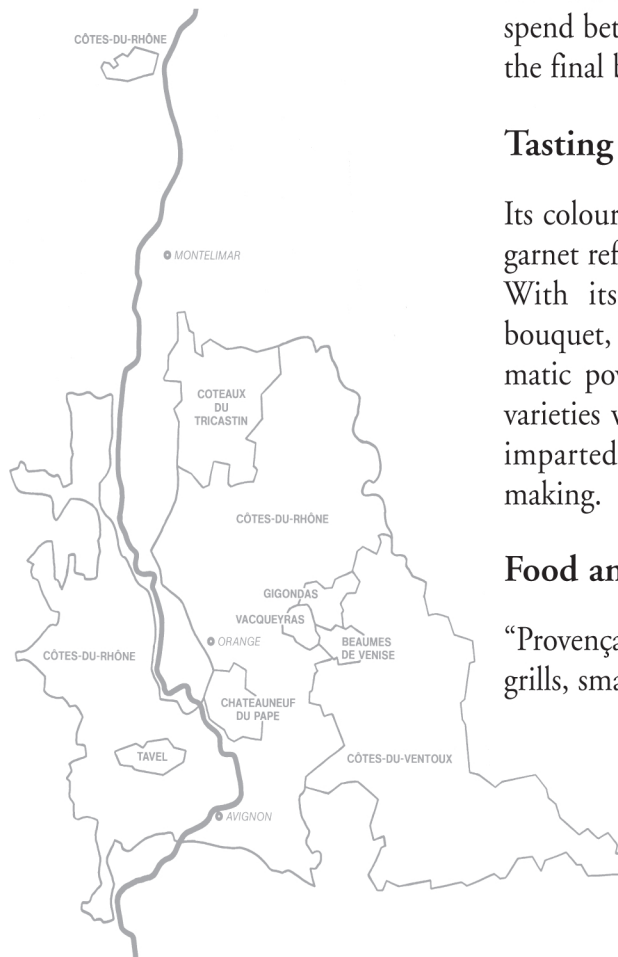 CÔTES-DU-RHÔNE
MONTELIMAR
COTEAUX
DU
TRICASTIN
CÔTES-DU-RHÔNE
GIGONDAS
VACQUEYRAS
ORANGE
BEAUMES
DE VENISE
CÔTES-DU-RHÔNE
CHATEAUNEUF
DU PAPE
TAVEL
CÔTES-DU-VENTOUX
AVIGNON
spend bet
the final b
Tasting
Its colour
garnet ref
With its
bouquet,
matic pov
varieties v
imparted
making.
Food an
“Provença
grills, sma